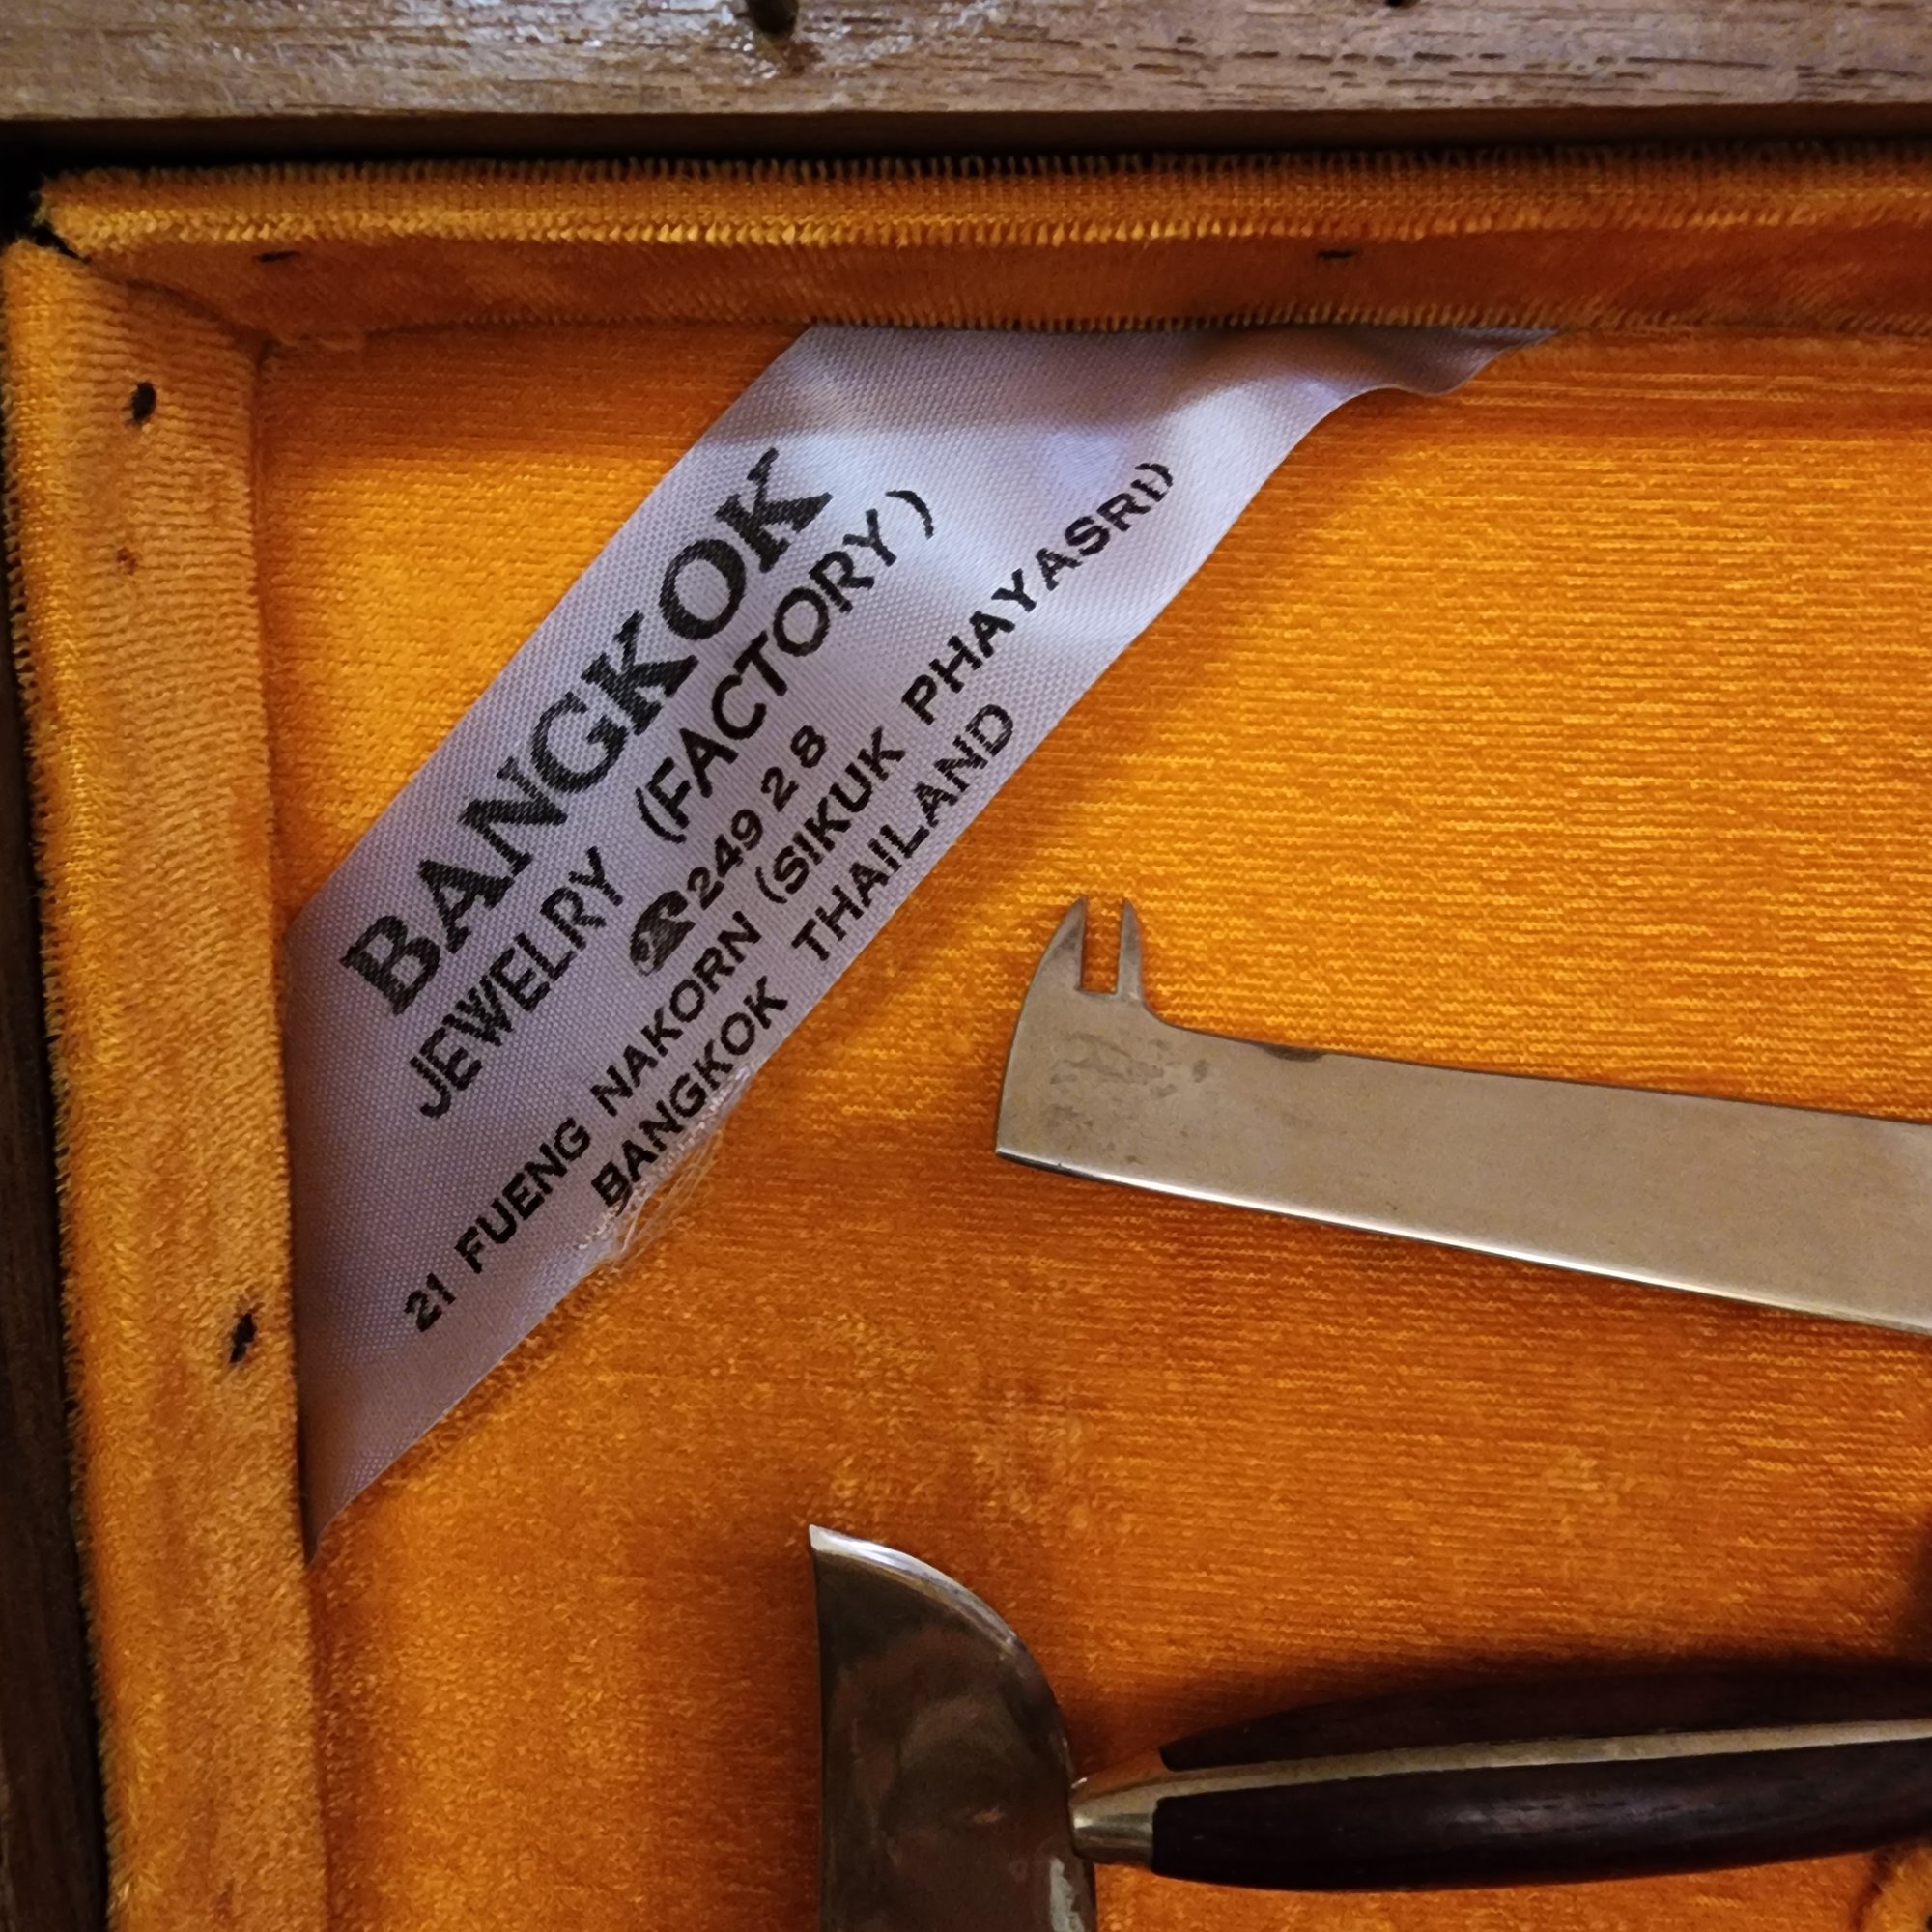 BANGKOK
JEWELRY (FACTORY)
☎24928
21 FUENG NAKORN (SIKUK PHAYASRI)
BANGKOK THAILAND